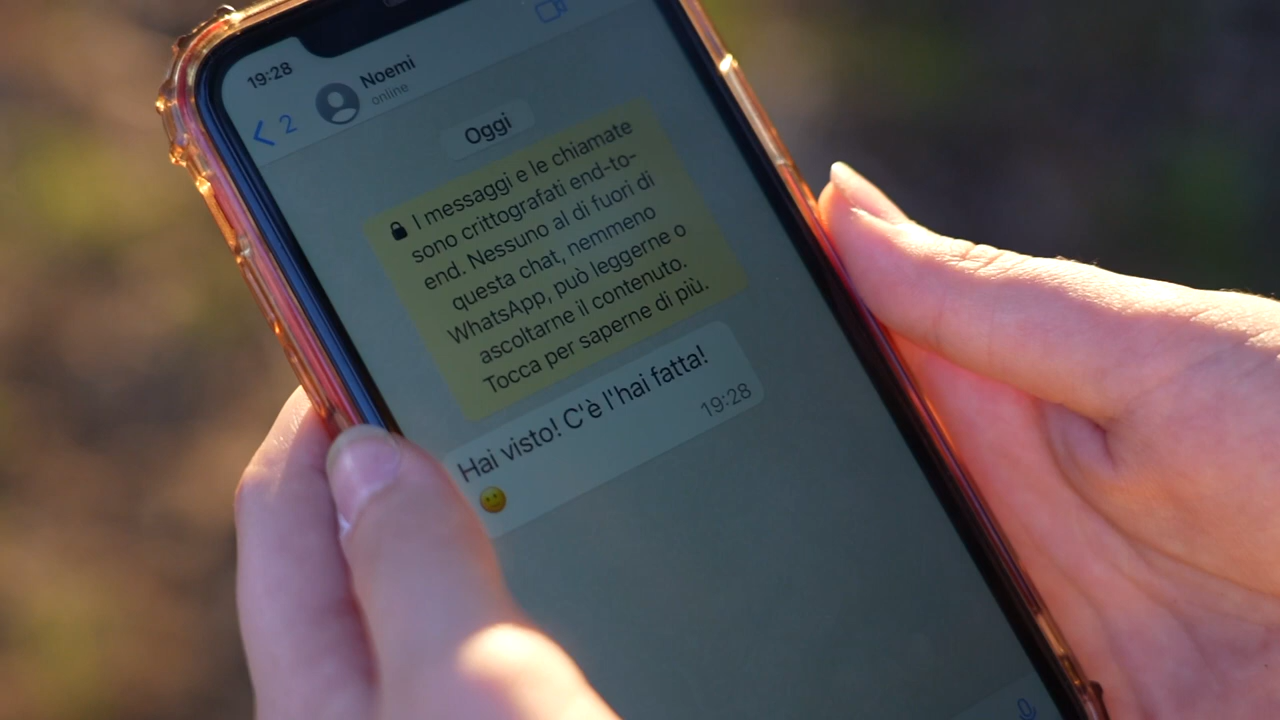 19:28
2
Noemi
online
Oggi
I messaggi e le chiamate
sono crittografati end-to-
end. Nessuno al di fuori di
questa chat, nemmeno
WhatsApp, può leggerne o
ascoltarne il contenuto.
Tocca per saperne di più.
Hai visto! C'è l'hai fatta!
🙂
19:28